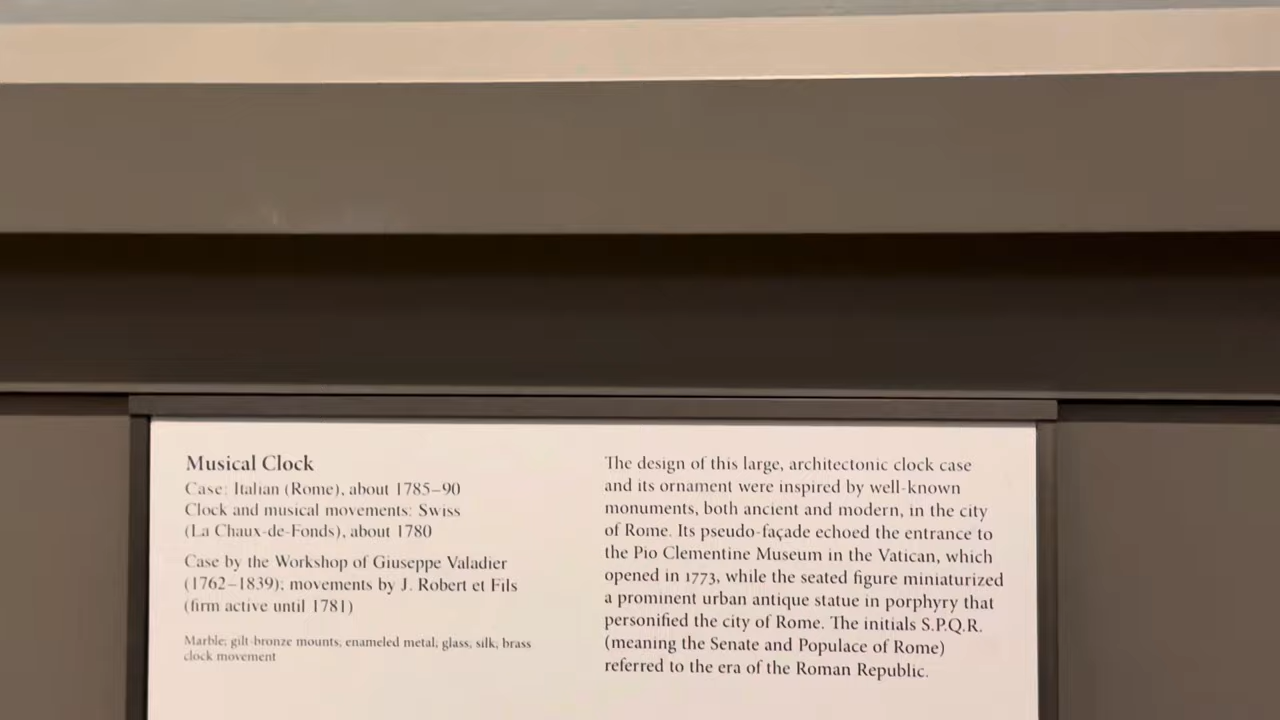 Musical Clock
Case: Italian (Rome), about 1785–90
Clock and musical movements: Swiss
(La Chaux-de-Fonds), about 1780
Case by the Workshop of Giuseppe Valadier
(1762–1839); movements by J. Robert et Fils
(firm active until 1781)
Marble; gilt-bronze mounts, enameled metal, glass, silk, brass
clock movement
The design of this large, architectonic clock case
and its ornament were inspired by well-known
monuments, both ancient and modern, in the city
of Rome. Its pseudo-façade echoed the entrance to
the Pio Clementine Museum in the Vatican, which
opened in 1773, while the seated figure miniaturized
a prominent urban antique statue in porphyry that
personified the city of Rome. The initials S.P.Q.R.
(meaning the Senate and Populace of Rome)
referred to the era of the Roman Republic.